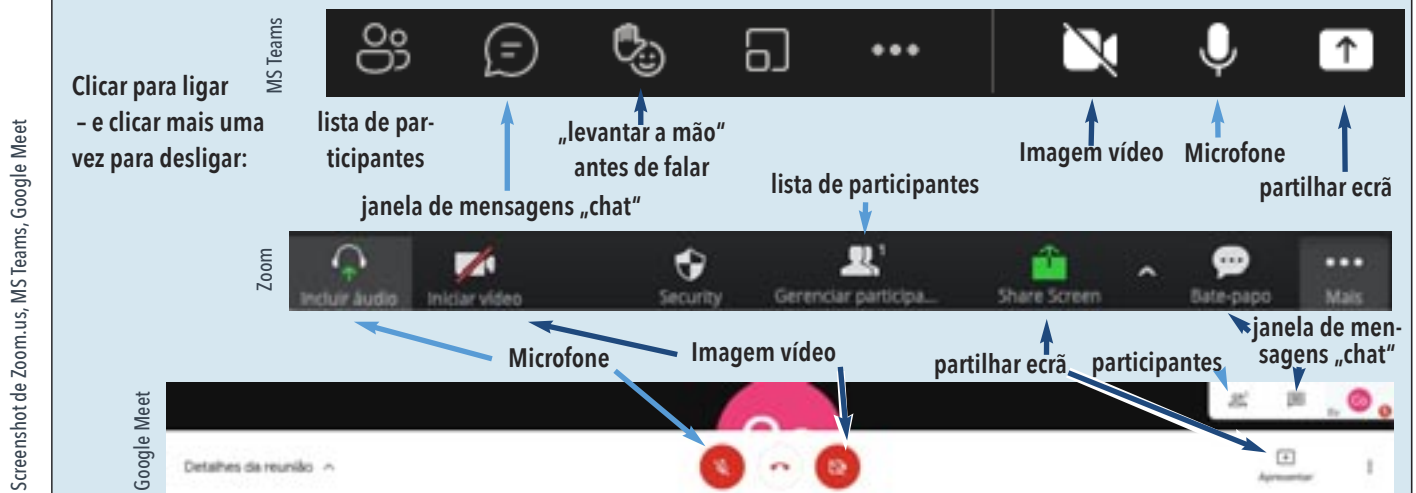 Screenshot de Zoom.us, MS Teams, Google Meet
Clicar para ligar
– e clicar mais uma
vez para desligar:
MS Teams
lista de par-
ticipantes
janela de mensagens „chat“
„levantar a mão“
antes de falar
Imagem vídeo
Microfone
partilhar ecrã
lista de participantes
Zoom
Incluir áudio
Iniciar vídeo
Security
1
Gerenciar participa...
Share Screen
Bate-papo
Mais
Microfone
Imagem vídeo
partilhar ecrã
participantes
janela de men-
sagens „chat“
Google Meet
Detalhes da reunião
Apresentar